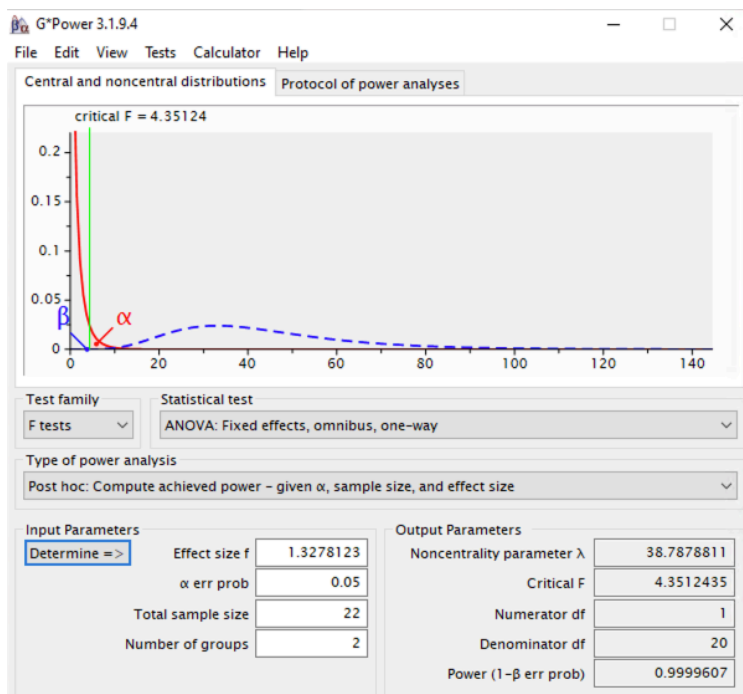 G*Power 3.1.9.4
File Edit View Tests Calculator Help
Central and noncentral distributions Protocol of power analyses
critical F = 4.35124
0.2
0.15
0.1
0.05
β α
0
0 20 40 60 80 100 120 140
Test family Statistical test
F tests ANOVA: Fixed effects, omnibus, one-way
Type of power analysis
Post hoc: Compute achieved power – given α, sample size, and effect size
Input Parameters Output Parameters
Determine => Effect size f 1.3278123 Noncentrality parameter λ 38.7878811
α err prob 0.05 Critical F 4.3512435
Total sample size 22 Numerator df 1
Number of groups 2 Denominator df 20
Power (1-β err prob) 0.9999607